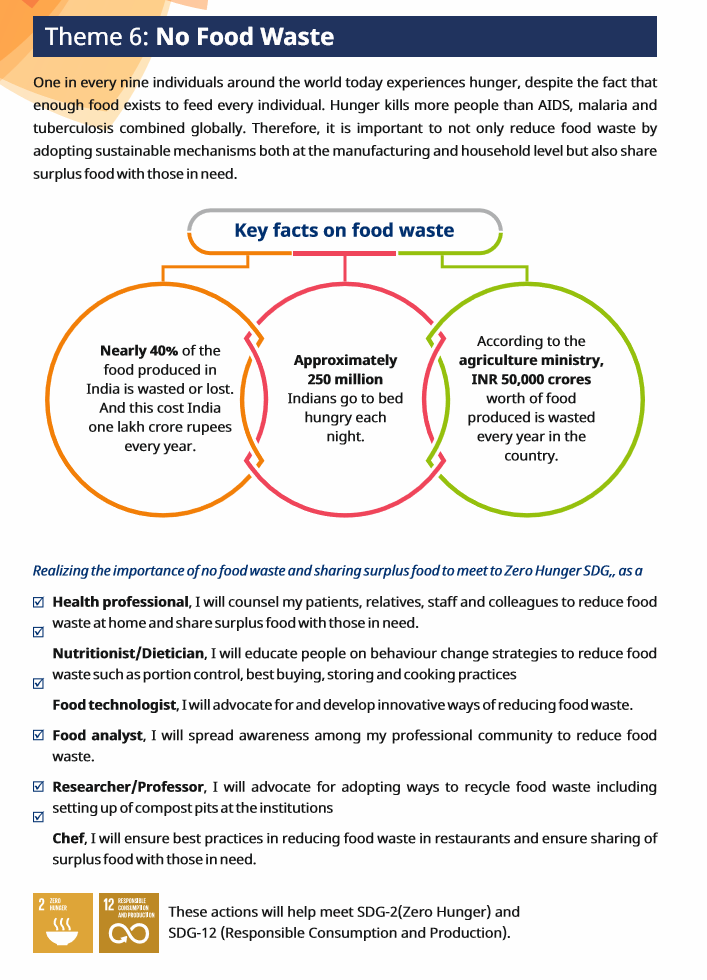 Theme 6: No Food Waste
One in every nine individuals around the world today experiences hunger, despite the fact that
enough food exists to feed every individual. Hunger kills more people than AIDS, malaria and
tuberculosis combined globally. Therefore, it is important to not only reduce food waste by
adopting sustainable mechanisms both at the manufacturing and household level but also share
surplus food with those in need.
Key facts on food waste
Nearly 40% of the
food produced in
India is wasted or lost.
And this cost India
one lakh crore rupees
every year.
Approximately
250 million
Indians go to bed
hungry each
night.
According to the
agriculture ministry,
INR 50,000 crores
worth of food
produced is wasted
every year in the
country.
Realizing the importance of no food waste and sharing surplus food to meet to Zero Hunger SDG,, as a
Health professional, I will counsel my patients, relatives, staff and colleagues to reduce food
waste at home and share surplus food with those in need.
Nutritionist/Dietician, I will educate people on behaviour change strategies to reduce food
waste such as portion control, best buying, storing and cooking practices
Food technologist, I will advocate for and develop innovative ways of reducing food waste.
Food analyst, I will spread awareness among my professional community to reduce food
waste.
Researcher/Professor, I will advocate for adopting ways to recycle food waste including
setting up of compost pits at the institutions
Chef, I will ensure best practices in reducing food waste in restaurants and ensure sharing of
surplus food with those in need.
2 ZERO
HUNGER
12 RESPONSIBLE
CONSUMPTION
AND PRODUCTION
These actions will help meet SDG-2(Zero Hunger) and
SDG-12 (Responsible Consumption and Production).